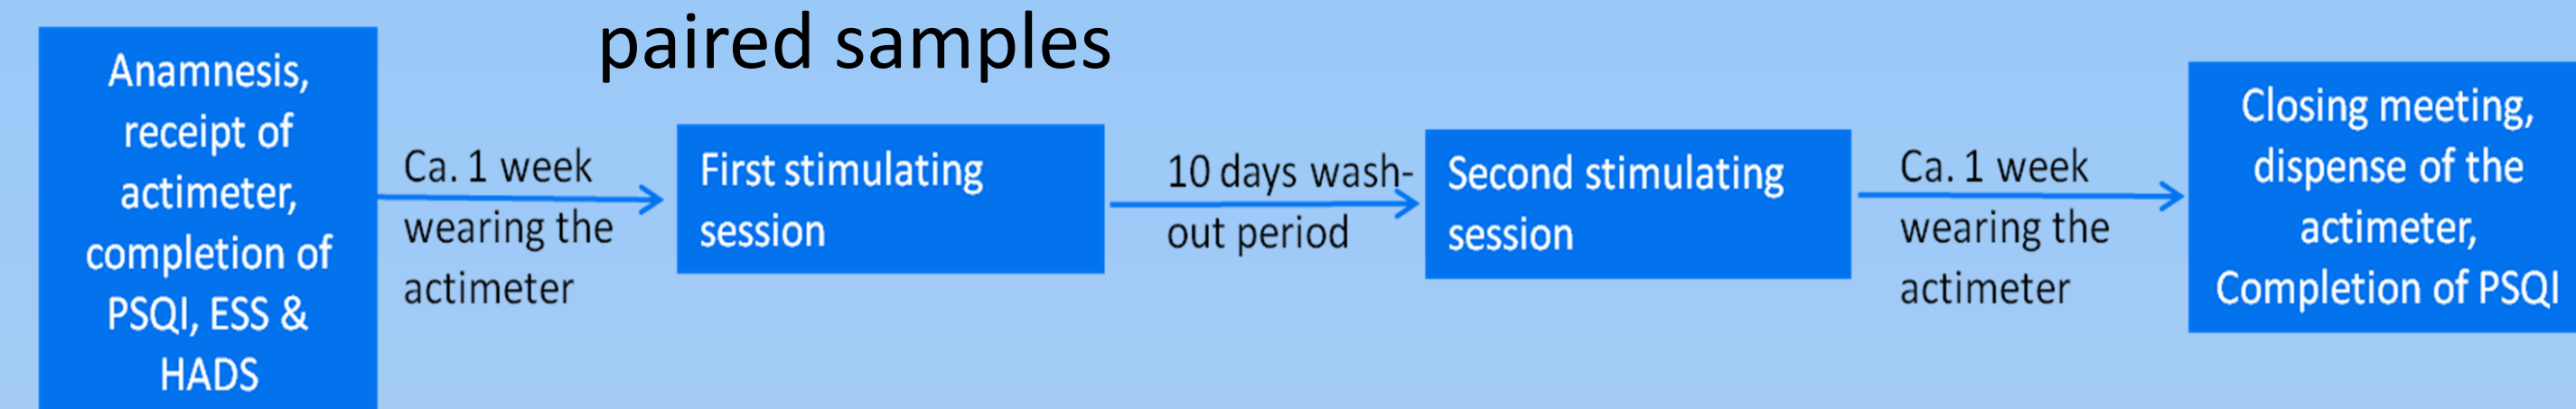 paired samples
Anamnesis,
receipt of
actimeter,
completion of
PSQI, ESS &
HADS
Ca. 1 week
wearing the
actimeter
First stimulating
session
10 days wash-
out period
Second stimulating
session
Ca. 1 week
wearing the
actimeter
Closing meeting,
dispense of the
actimeter,
Completion of PSQI